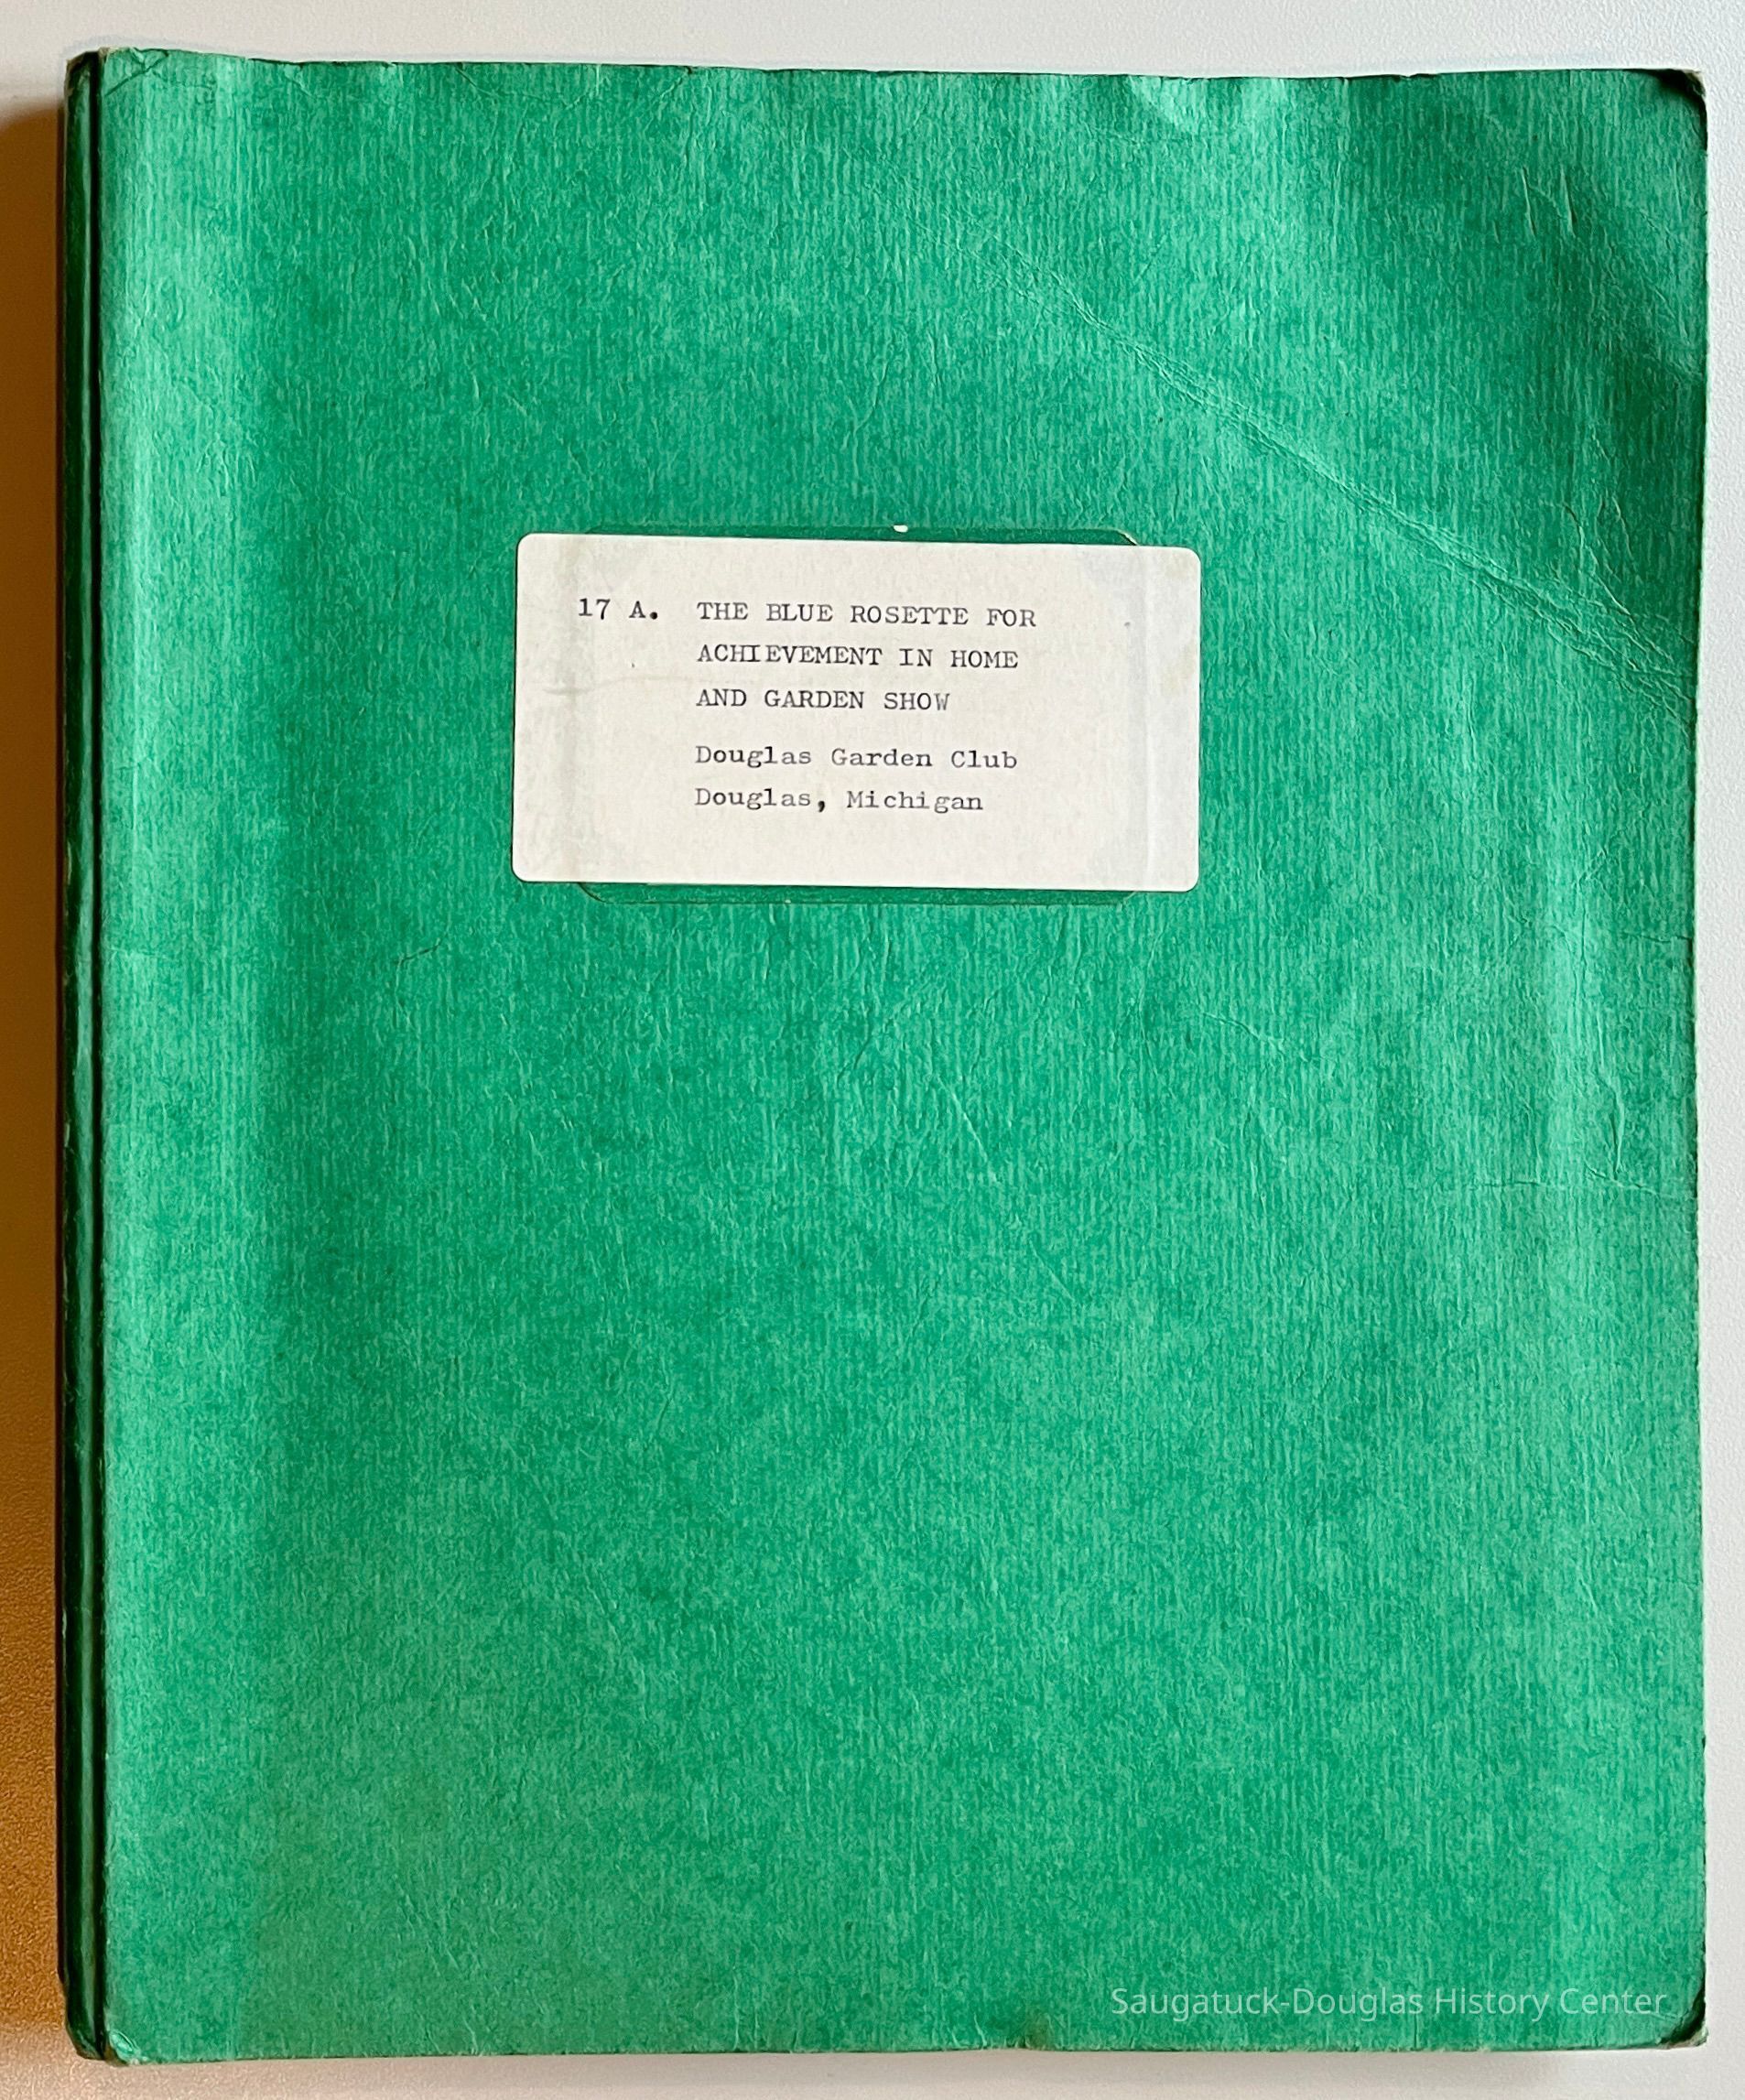 17 A. THE BLUE ROSETTE FOR
ACHIEVEMENT IN HOME
AND GARDEN SHOW
Douglas Garden Club
Douglas, Michigan
Saugatuck-Douglas History Center